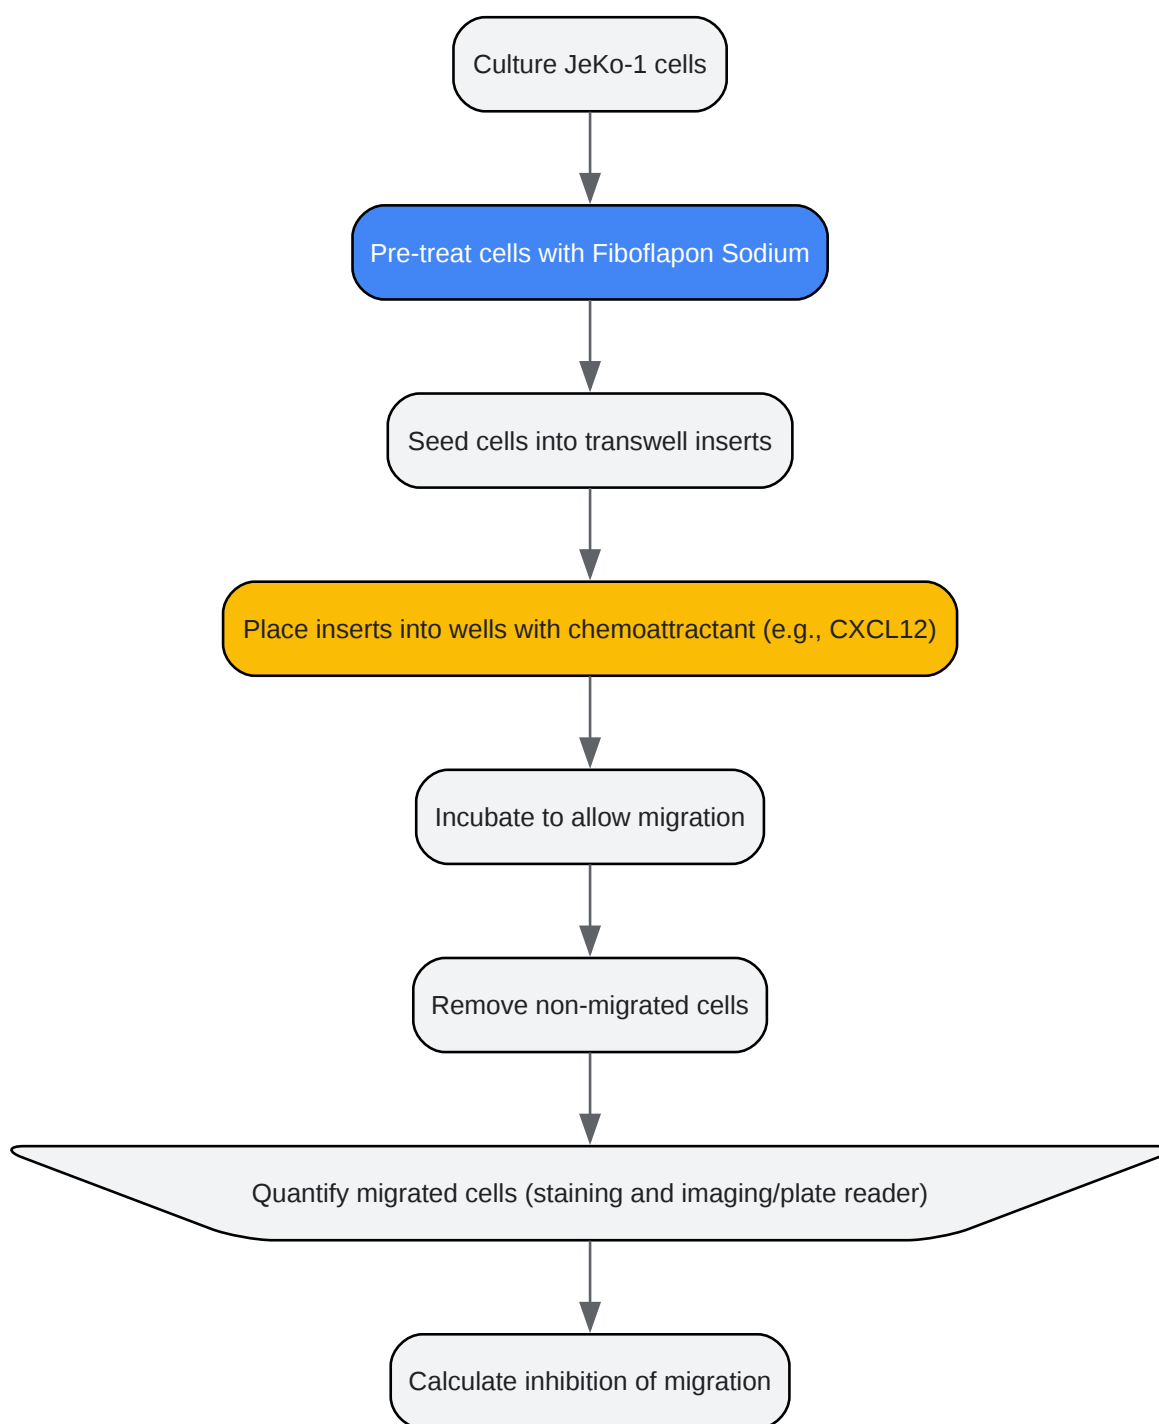 Culture JeKo-1 cells
Pre-treat cells with Fiboflapon Sodium
Seed cells into transwell inserts
Place inserts into wells with chemoattractant (e.g., CXCL12)
Incubate to allow migration
Remove non-migrated cells
Quantify migrated cells (staining and imaging/plate reader)
Calculate inhibition of migration